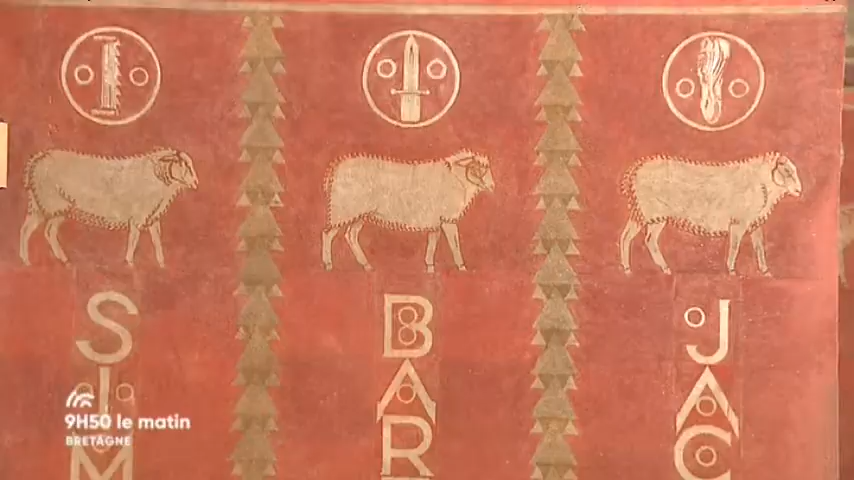 S
I
M
BAR
JAC
9H50 le matin
BRETAGNE